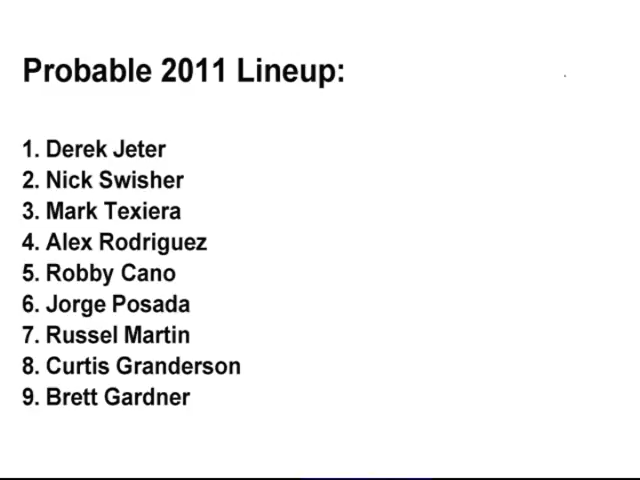 Probable 2011 Lineup:
1. Derek Jeter
2. Nick Swisher
3. Mark Texiera
4. Alex Rodriguez
5. Robby Cano
6. Jorge Posada
7. Russel Martin
8. Curtis Granderson
9. Brett Gardner